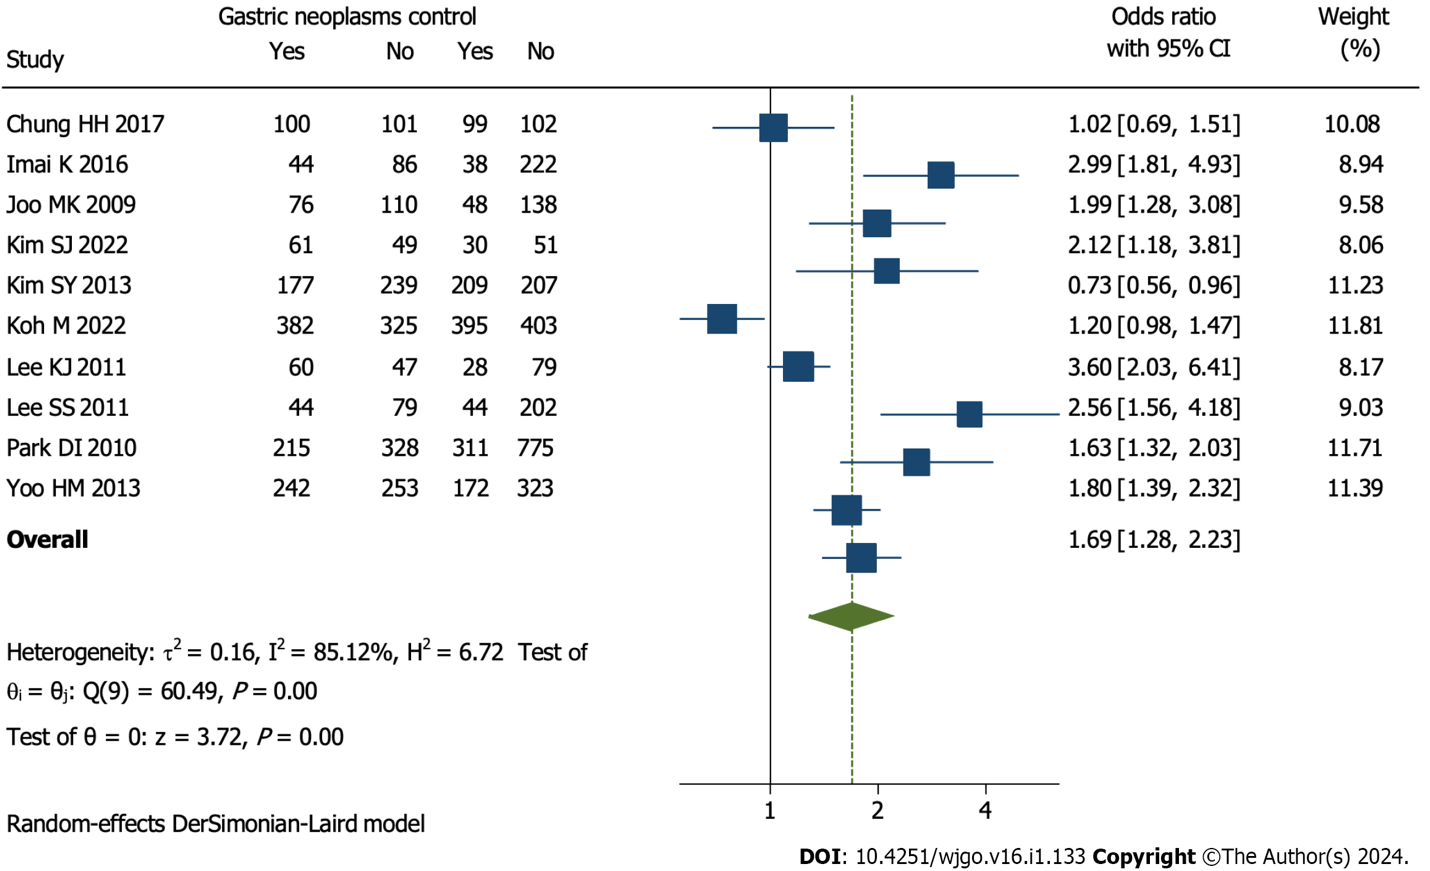 Gastric neoplasms control Odds ratio Weight
Study Yes No Yes No with 95% CI (%)
Chung HH 2017 100 101 99 102 1.02 [0.69, 1.51] 10.08
Imai K 2016 44 86 38 222 2.99 [1.81, 4.93] 8.94
Joo MK 2009 76 110 48 138 1.99 [1.28, 3.08] 9.58
Kim SJ 2022 61 49 30 51 2.12 [1.18, 3.81] 8.06
Kim SY 2013 177 239 209 207 0.73 [0.56, 0.96] 11.23
Koh M 2022 382 325 395 403 1.20 [0.98, 1.47] 11.81
Lee KJ 2011 60 47 28 79 3.60 [2.03, 6.41] 8.17
Lee SS 2011 44 79 44 202 2.56 [1.56, 4.18] 9.03
Park DI 2010 215 328 311 775 1.63 [1.32, 2.03] 11.71
Yoo HM 2013 242 253 172 323 1.80 [1.39, 2.32] 11.39
Overall 1.69 [1.28, 2.23]
Heterogeneity: τ² = 0.16, I² = 85.12%, H² = 6.72 Test of
θᵢ = θⱼ: Q(9) = 60.49, P = 0.00
Test of θ = 0: z = 3.72, P = 0.00
1 2 4
Random-effects DerSimonian-Laird model
DOI: 10.4251/wjgo.v16.i1.133 Copyright ©The Author(s) 2024.